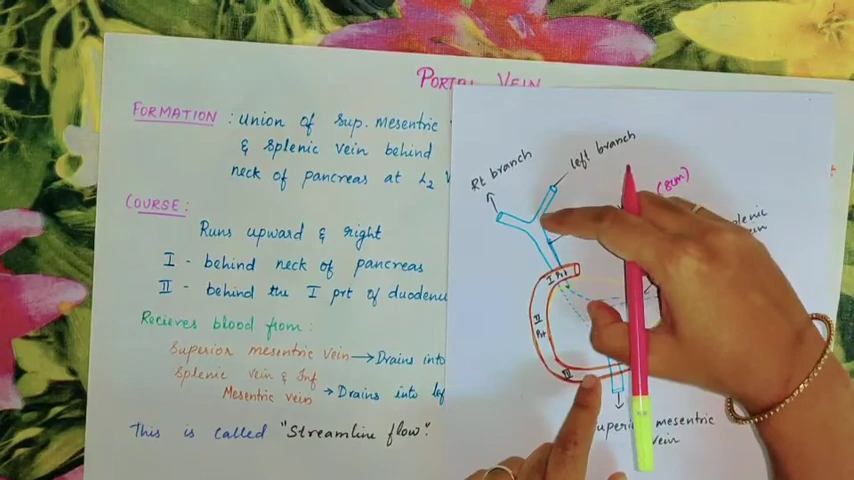 PORTAL VEIN
FORMATION : Union of Sup. Mesentric
& Splenic vein behind
neck of pancreas at L2
COURSE:
Runs upward & right
I - behind neck of pancreas
II - behind the I prt of duodenu
Recieves blood from:
Superior mesentric vein → Drains into
Splenic vein & Inf
Mesentric vein → Drains into lef
This is called "Streamline flow".
Rt branch
left branch
(8cm)
I Prt
II Prt
III
mesentric
vein